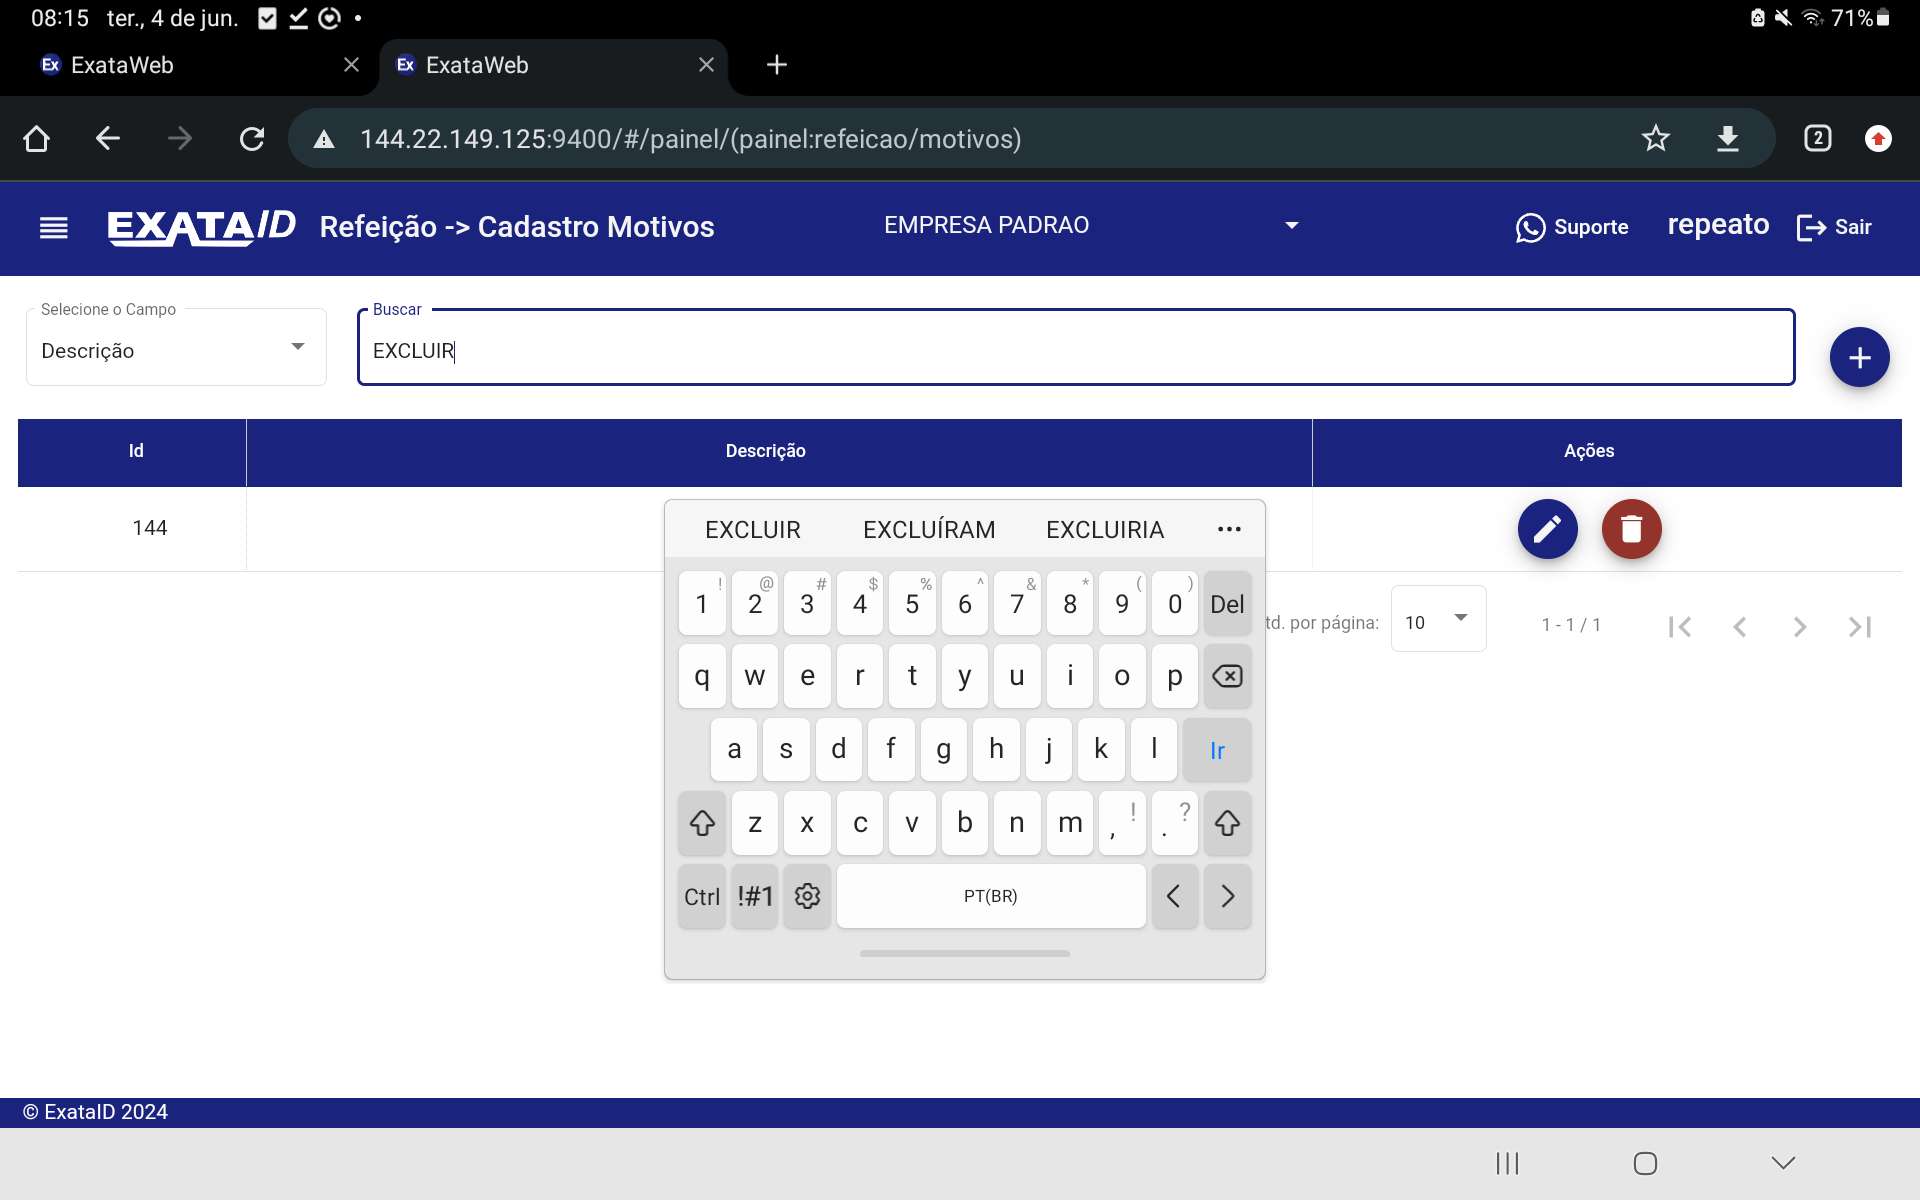 08:15 ter., 4 de jun. 71%
ExataWeb ExataWeb
144.22.149.125:9400/#/painel/(painel:refeicao/motivos) 2
EXATAID Refeição -> Cadastro Motivos EMPRESA PADRAO Suporte repeato Sair
Selecione o Campo Buscar
Descrição EXCLUIR
Id Descrição Ações
144
EXCLUIR EXCLUÍRAM EXCLUIRIA
! @ # $ % ^ & * ( )
1 2 3 4 5 6 7 8 9 0 Del
td. por página: 10 1 - 1 / 1
q w e r t y u i o p
a s d f g h j k l Ir
z x c v b n m , ! . ?
Ctrl !#1 PT(BR)
© ExataID 2024